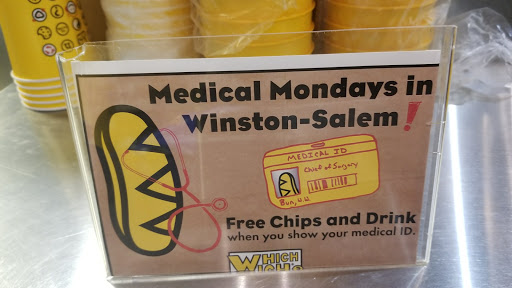 Medical Mondays in
Winston-Salem!
MEDICAL ID
Chief of Surgery
Bun, H.H.
Free Chips and Drink
when you show your medical ID.
WHICH
WICH